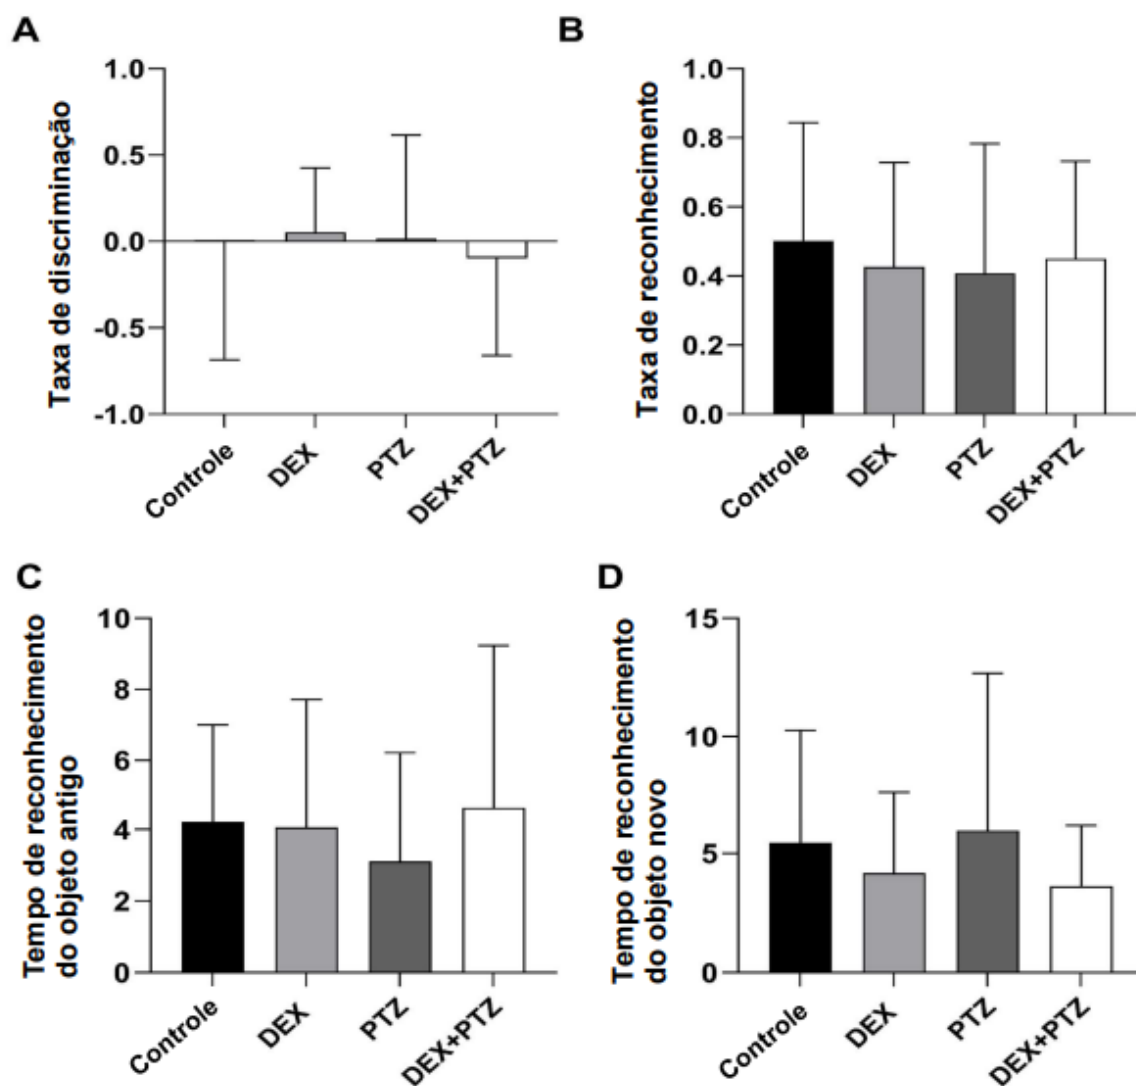 A
Taxa de discriminação
1.0
0.5
0.0
-0.5
-1.0
Controle
DEX
PTZ
DEX+PTZ
B
Taxa de reconhecimento
1.0
0.8
0.6
0.4
0.2
0.0
Controle
DEX
PTZ
DEX+PTZ
C
Tempo de reconhecimento
do objeto antigo
10
8
6
4
2
0
Controle
DEX
PTZ
DEX+PTZ
D
Tempo de reconhecimento
do objeto novo
15
10
5
0
Controle
DEX
PTZ
DEX+PTZ